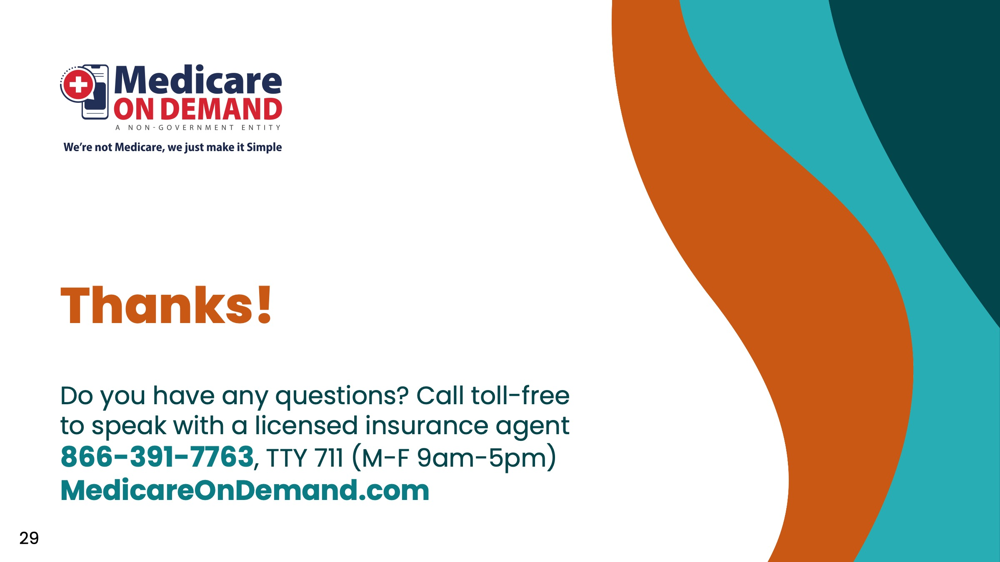 Medicare
ON DEMAND
A NON-GOVERNMENT ENTITY
We're not Medicare, we just make it Simple
Thanks!
Do you have any questions? Call toll-free
to speak with a licensed insurance agent
866-391-7763, TTY 711 (M-F 9am-5pm)
MedicareOnDemand.com
29